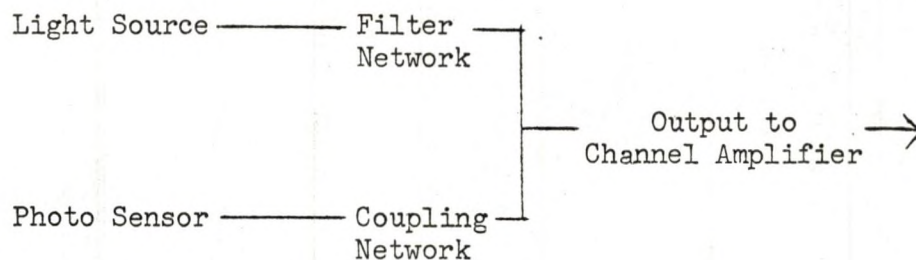 Light Source
Filter
Network
Output to
Channel Amplifier
Photo Sensor
Coupling
Network